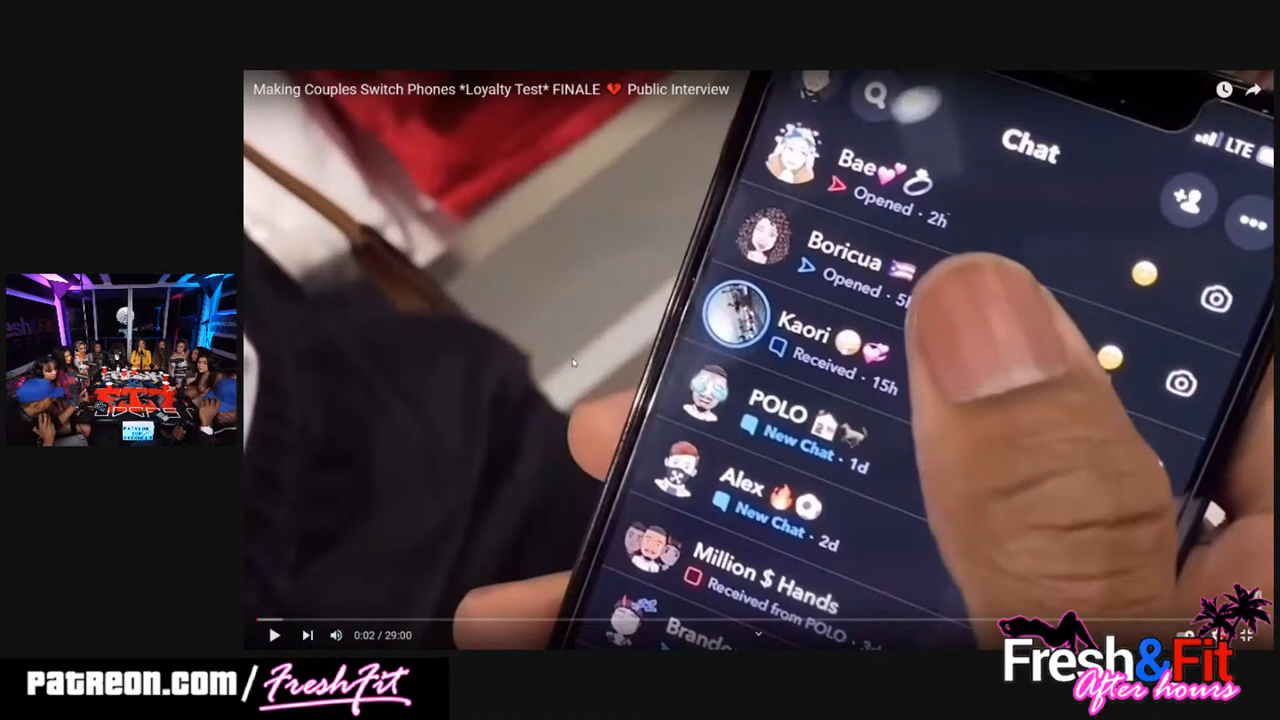 Making Couples Switch Phones *Loyalty Test* FINALE 💔 Public Interview
LTE
Chat
Bae💕💍
Opened · 2h
Boricua 🇵🇷
Opened · 5
Kaori
Received · 15h
POLO
New Chat · 1d
Alex 🔥⚽
New Chat · 2d
Million $ Hands
Received from POLO ·
Brando
0:02 / 29:00
PATREON.COM/FRESHFIT
Fresh&Fit
After hours